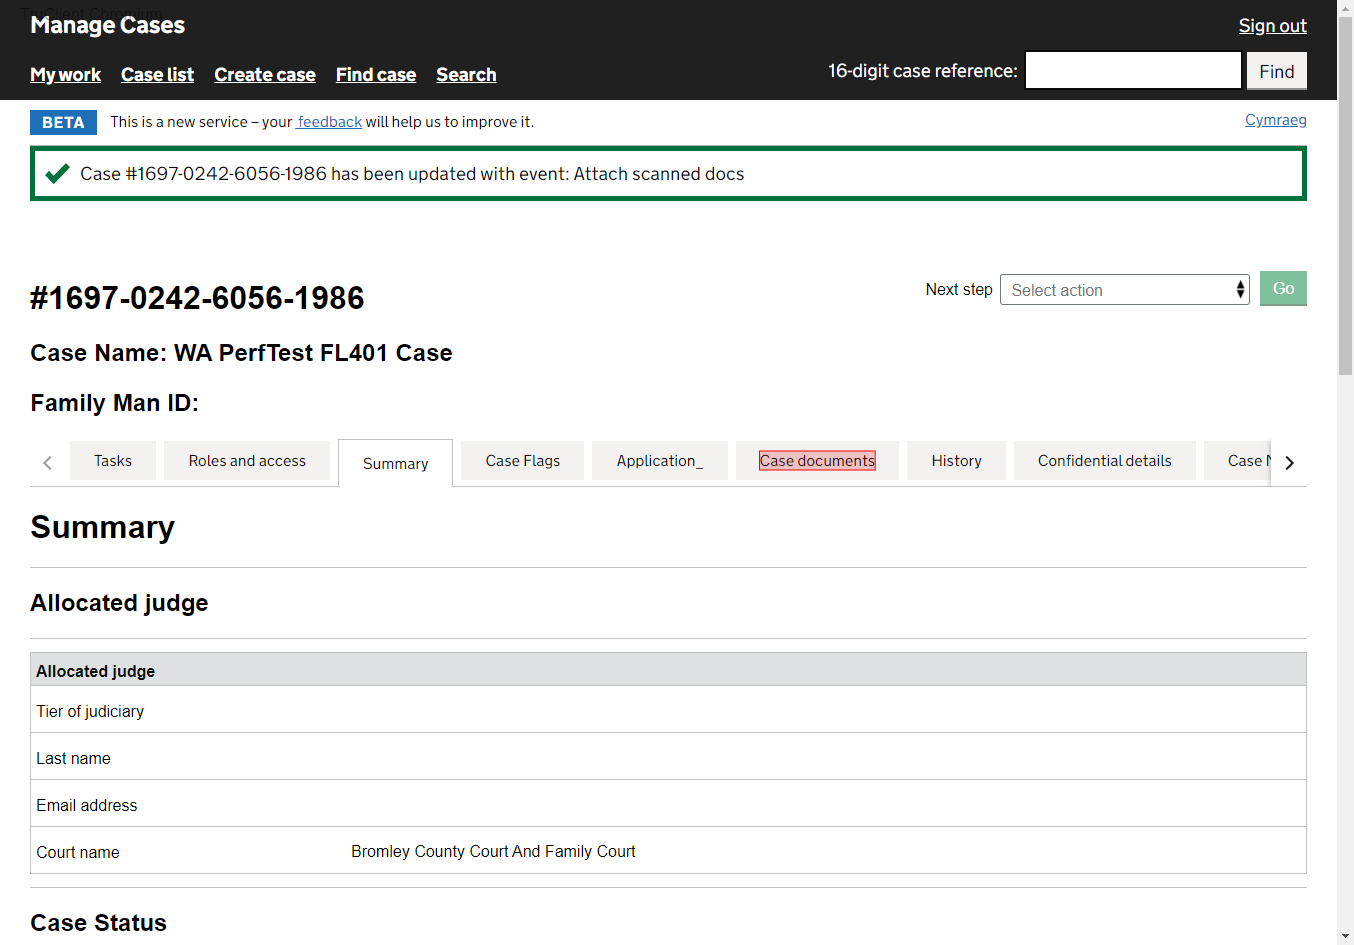 TruClient Chromium
Manage Cases
Sign out
My work Case list Create case Find case Search
16-digit case reference: Find
BETA This is a new service – your feedback will help us to improve it.
Cymraeg
Case #1697-0242-6056-1986 has been updated with event: Attach scanned docs
#1697-0242-6056-1986
Next step Select action Go
Case Name: WA PerfTest FL401 Case
Family Man ID:
Tasks Roles and access Summary Case Flags Application_ Case documents History Confidential details Case
Summary
Allocated judge
Allocated judge
Tier of judiciary
Last name
Email address
Court name Bromley County Court And Family Court
Case Status